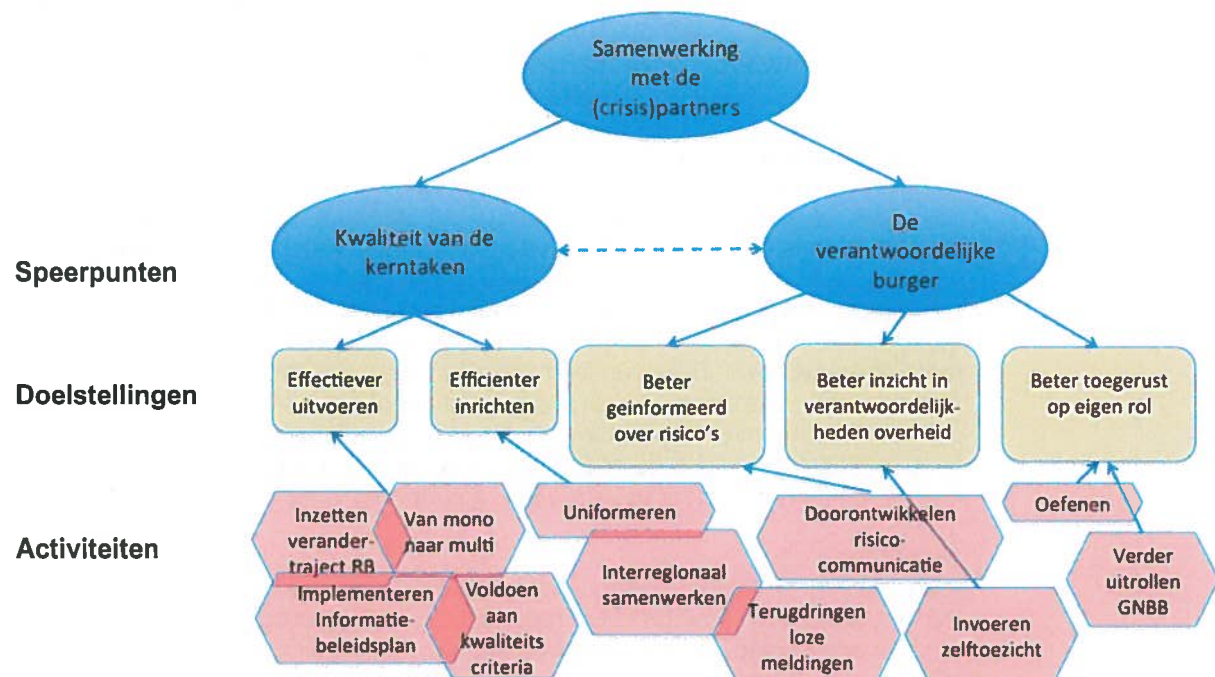 Samenwerking
met de
(crisis)partners
Speerpunten
Kwaliteit van de
kerntaken
De
verantwoordelijke
burger
Doelstellingen
Effectiever
uitvoeren
Efficienter
inrichten
Beter
geinformeerd
over risico's
Beter inzicht in
verantwoordelijk-
heden overheid
Beter toegerust
op eigen rol
Activiteiten
Inzetten
verander-
traject RB
Van mono
naar multi
Implementeren
Informatie-
beleidsplan
Voldoen
aan
kwaliteits
criteria
Uniformeren
Interregionaal
samenwerken
Terugdringen
loze
meldingen
Doorontwikkelen
risico-
communicatie
Invoeren
zelftoezicht
Oefenen
Verder
uitrollen
GNBB